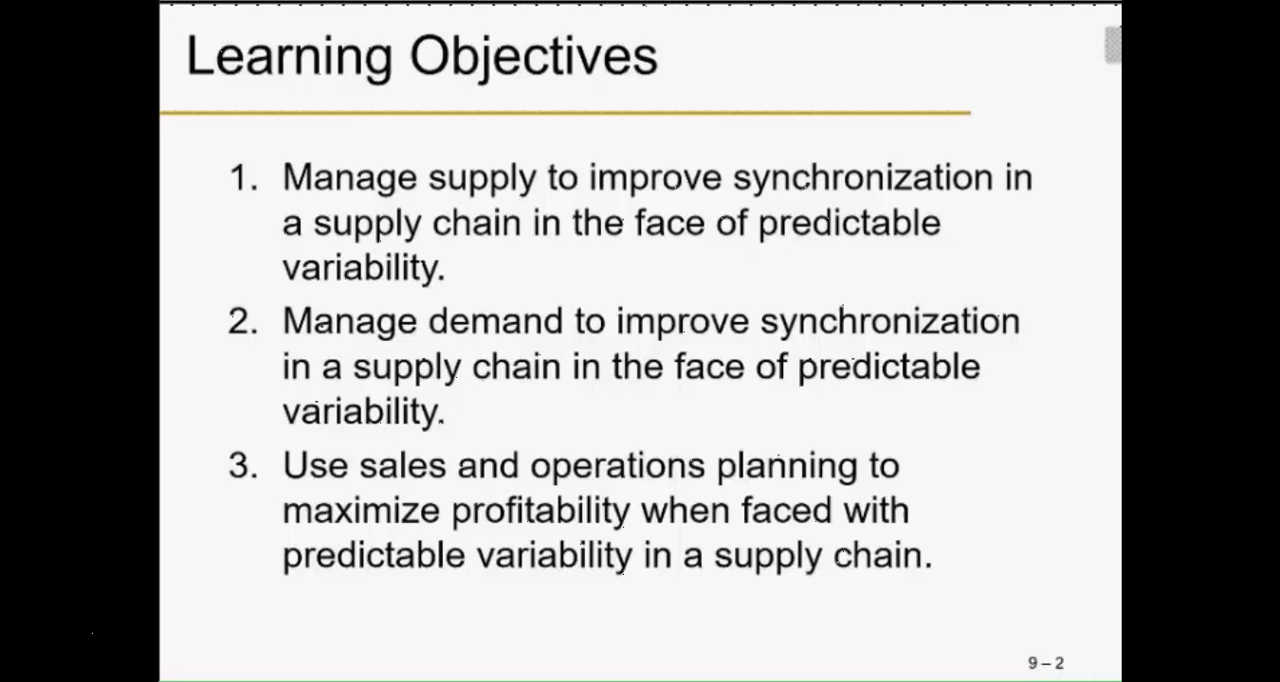 Learning Objectives
1. Manage supply to improve synchronization in
a supply chain in the face of predictable
variability.
2. Manage demand to improve synchronization
in a supply chain in the face of predictable
variability.
3. Use sales and operations planning to
maximize profitability when faced with
predictable variability in a supply chain.
9 – 2